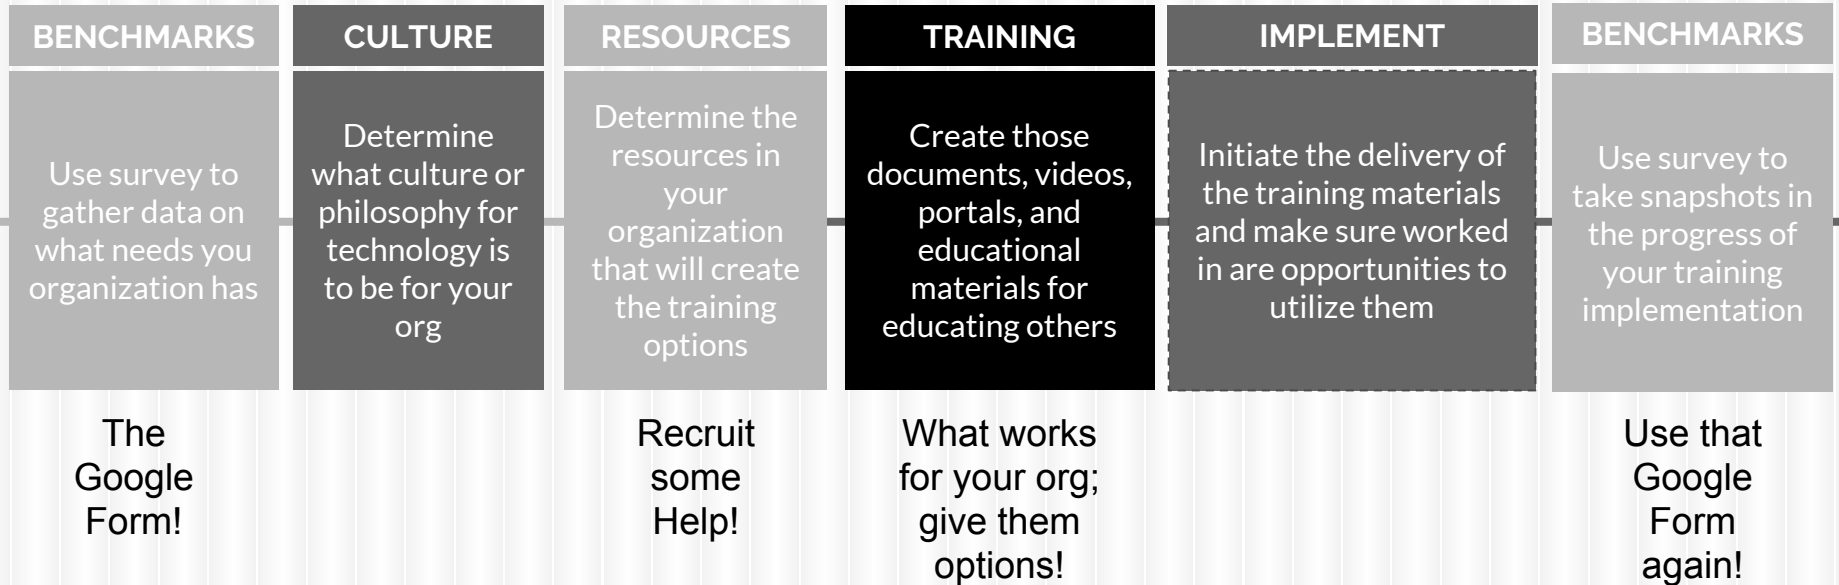 BENCHMARKS
Use survey to
gather data on
what needs you
organization has
The
Google
Form!
CULTURE
Determine
what culture or
philosophy for
technology is
to be for your
org
RESOURCES
Determine the
resources in
your
organization
that will create
the training
options
Recruit
some
Help!
TRAINING
Create those
documents, videos,
portals, and
educational
materials for
educating others
What works
for your org;
give them
options!
IMPLEMENT
Initiate the delivery of
the training materials
and make sure worked
in are opportunities to
utilize them
BENCHMARKS
Use survey to
take snapshots in
the progress of
your training
implementation
Use that
Google
Form
again!